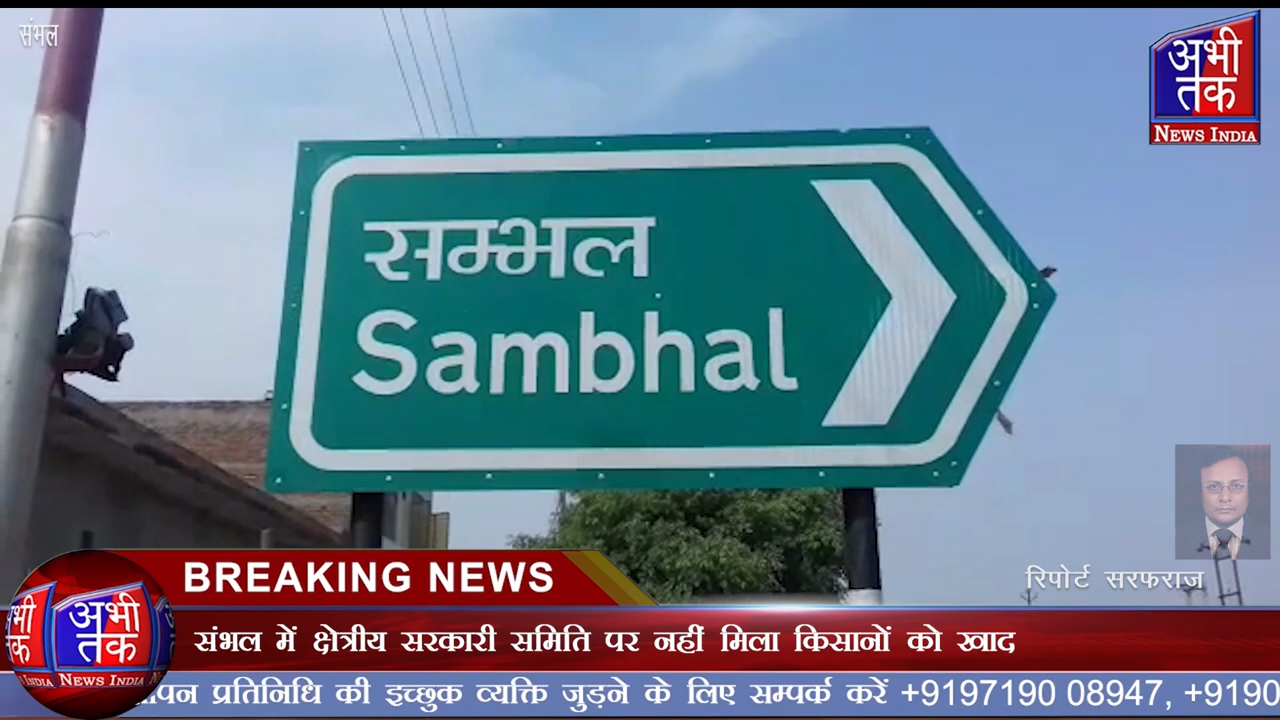 संभल
अभी
तक
NEWS INDIA
सम्भल
Sambhal
रिपोर्ट सरफराज
BREAKING NEWS
संभल में क्षेत्रीय सरकारी समिति पर नहीं मिला किसानों को खाद
अभी
तक
NEWS INDIA
प्रतिनिधि की इच्छुक व्यक्ति जुड़ने के लिए सम्पर्क करें +9197190 08947, +9190